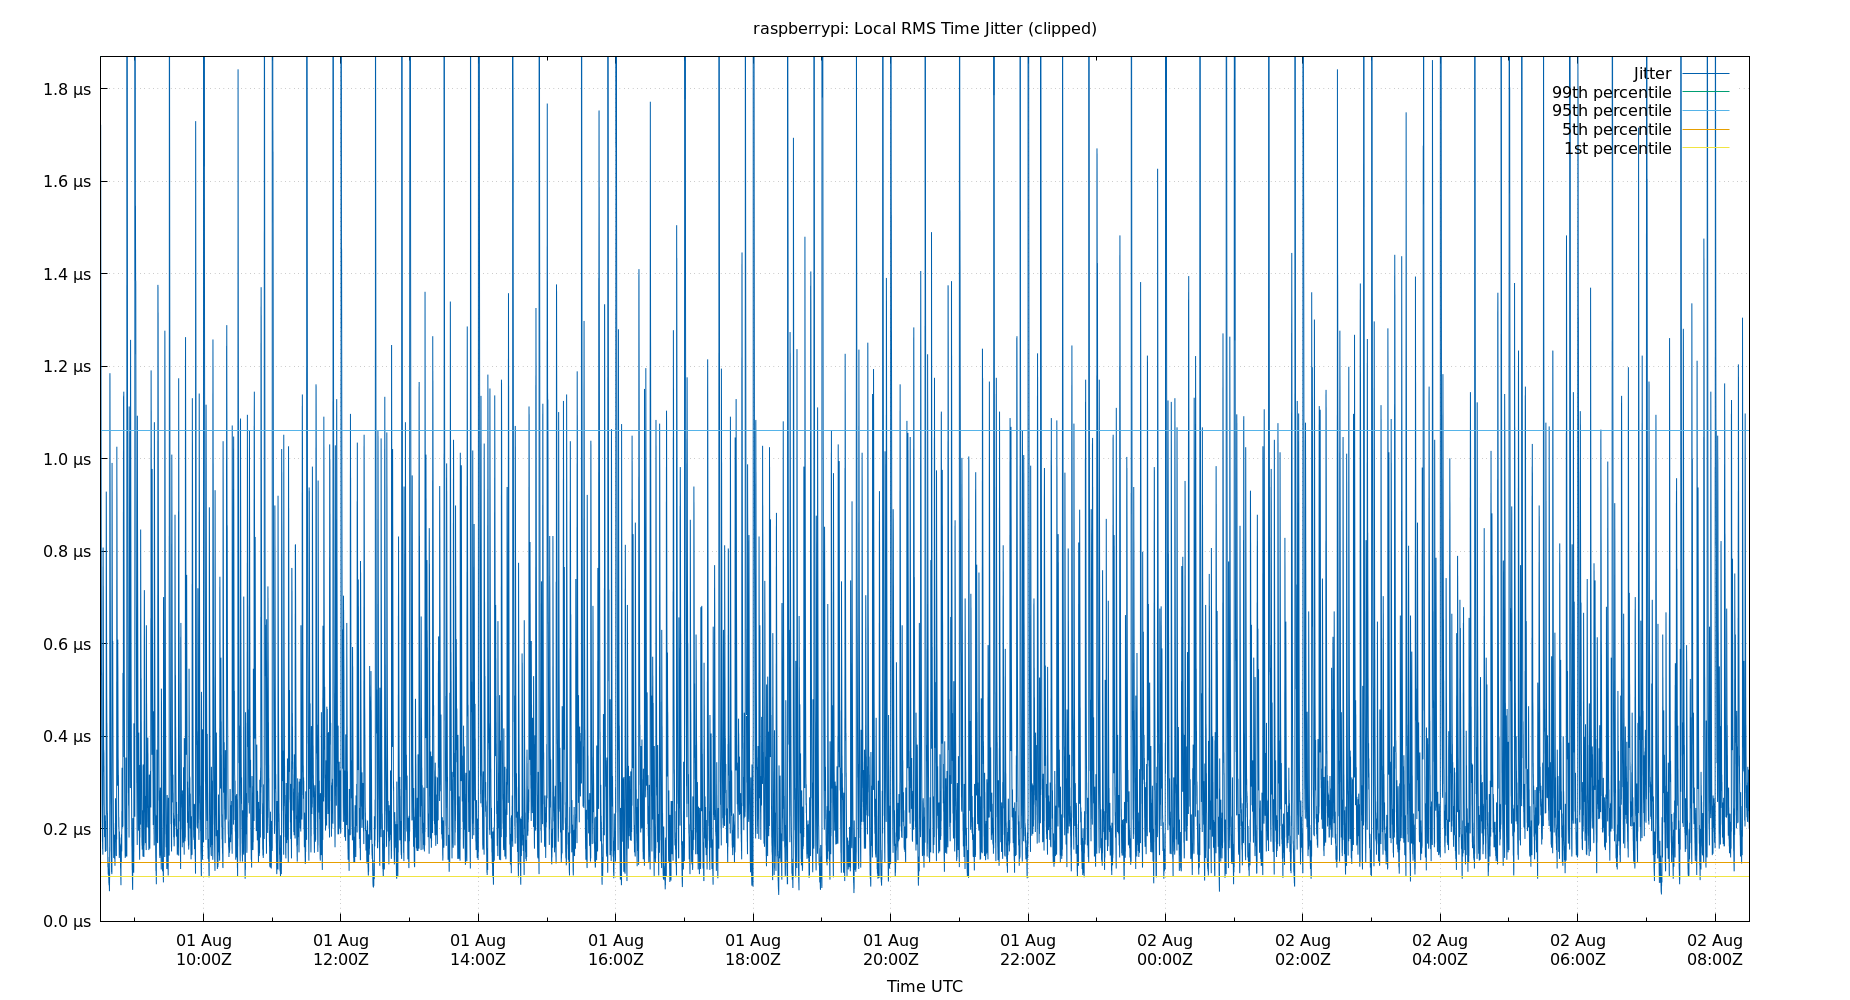 raspberrypi: Local RMS Time Jitter (clipped)
Jitter
99th percentile
95th percentile
5th percentile
1st percentile
1.8 µs
1.6 µs
1.4 µs
1.2 µs
1.0 µs
0.8 µs
0.6 µs
0.4 µs
0.2 µs
0.0 µs
01 Aug 01 Aug 01 Aug 01 Aug 01 Aug 01 Aug 01 Aug 02 Aug 02 Aug 02 Aug 02 Aug 02 Aug
10:00Z 12:00Z 14:00Z 16:00Z 18:00Z 20:00Z 22:00Z 00:00Z 02:00Z 04:00Z 06:00Z 08:00Z
Time UTC